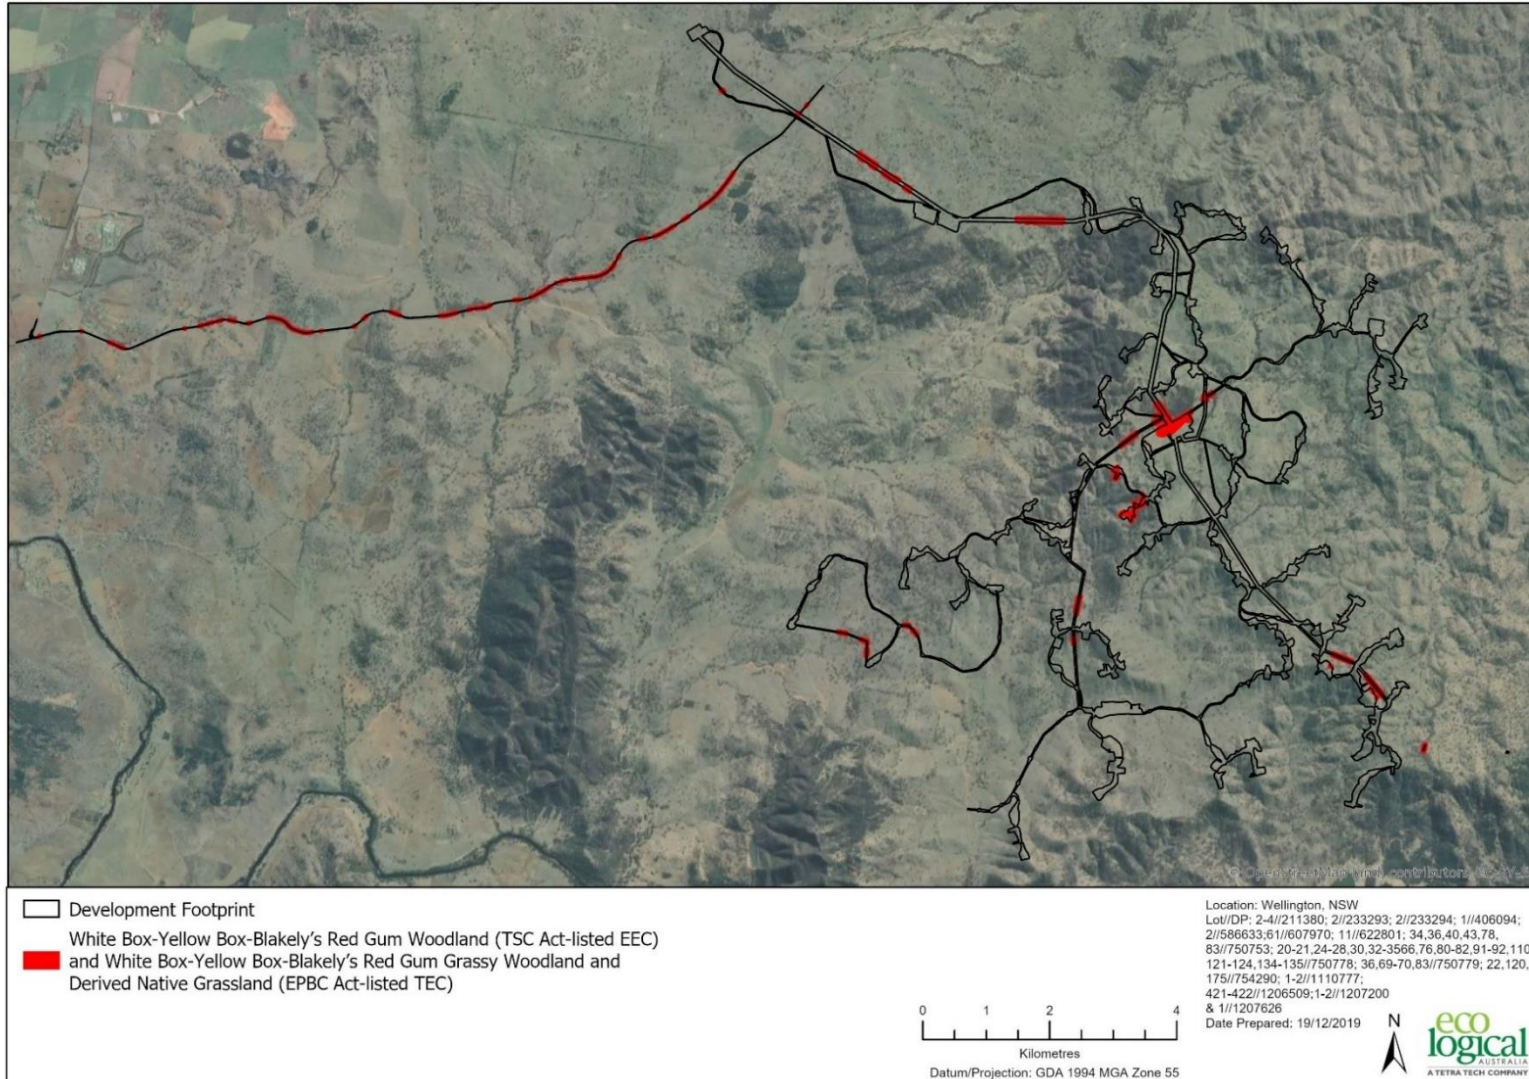 © OpenStreetMap (and) contributors, CC-BY-SA
Development Footprint
White Box-Yellow Box-Blakely's Red Gum Woodland (TSC Act-listed EEC)
and White Box-Yellow Box-Blakely's Red Gum Grassy Woodland and
Derived Native Grassland (EPBC Act-listed TEC)
0 1 2 4
Kilometres
Datum/Projection: GDA 1994 MGA Zone 55
Location: Wellington, NSW
Lot//DP: 2-4//211380; 2//233293; 2//233294; 1//406094;
2//586633;61//607970; 11//622801; 34,36,40,43,78,
83//750753; 20-21,24-28,30,32-3566,76,80-82,91-92,110
121-124,134-135//750778; 36,69-70,83//750779; 22,120,
175//754290; 1-2//1110777;
421-422//1206509;1-2//1207200
& 1//1207626
Date Prepared: 19/12/2019
N
eco
logical
AUSTRALIA
A TETRA TECH COMPANY